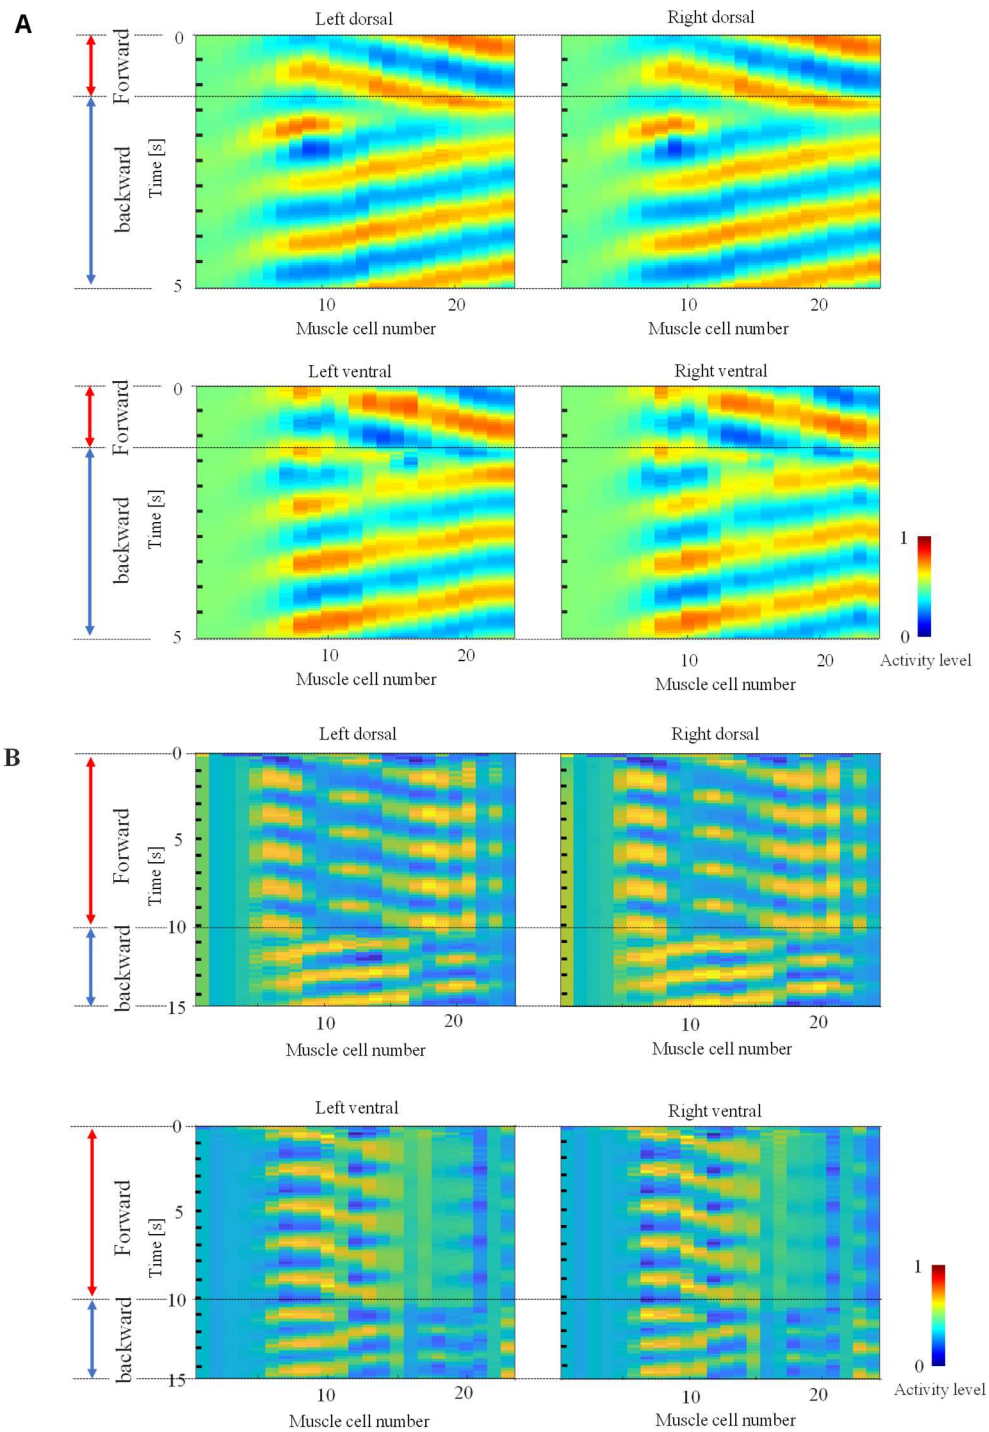 A
Left dorsal
Right dorsal
Forward
backward
Time [s]
0
5
10
20
10
20
Muscle cell number
Muscle cell number
Left ventral
Right ventral
Forward
backward
Time [s]
0
5
10
20
10
20
Muscle cell number
Muscle cell number
1
0
Activity level
B
Left dorsal
Right dorsal
Forward
backward
Time [s]
0
5
10
15
10
20
10
20
Muscle cell number
Muscle cell number
Left ventral
Right ventral
Forward
backward
Time [s]
0
5
10
15
10
20
10
20
Muscle cell number
Muscle cell number
1
0
Activity level